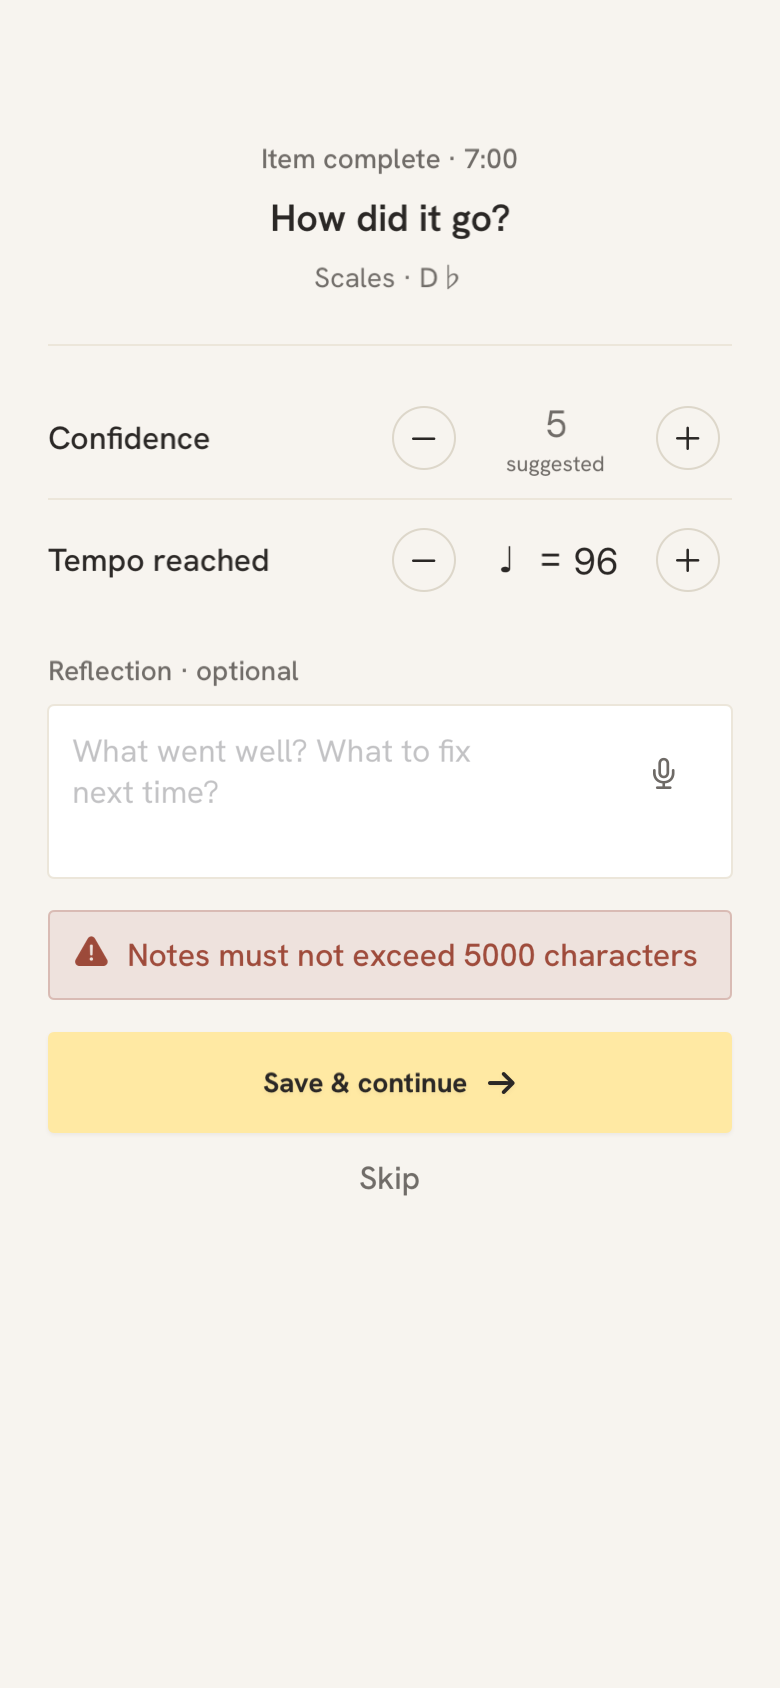 Item complete · 7:00
How did it go?
Scales · D ♭
Confidence
5
suggested
Tempo reached
♩ = 96
Reflection · optional
What went well? What to fix
next time?
Notes must not exceed 5000 characters
Save & continue →
Skip